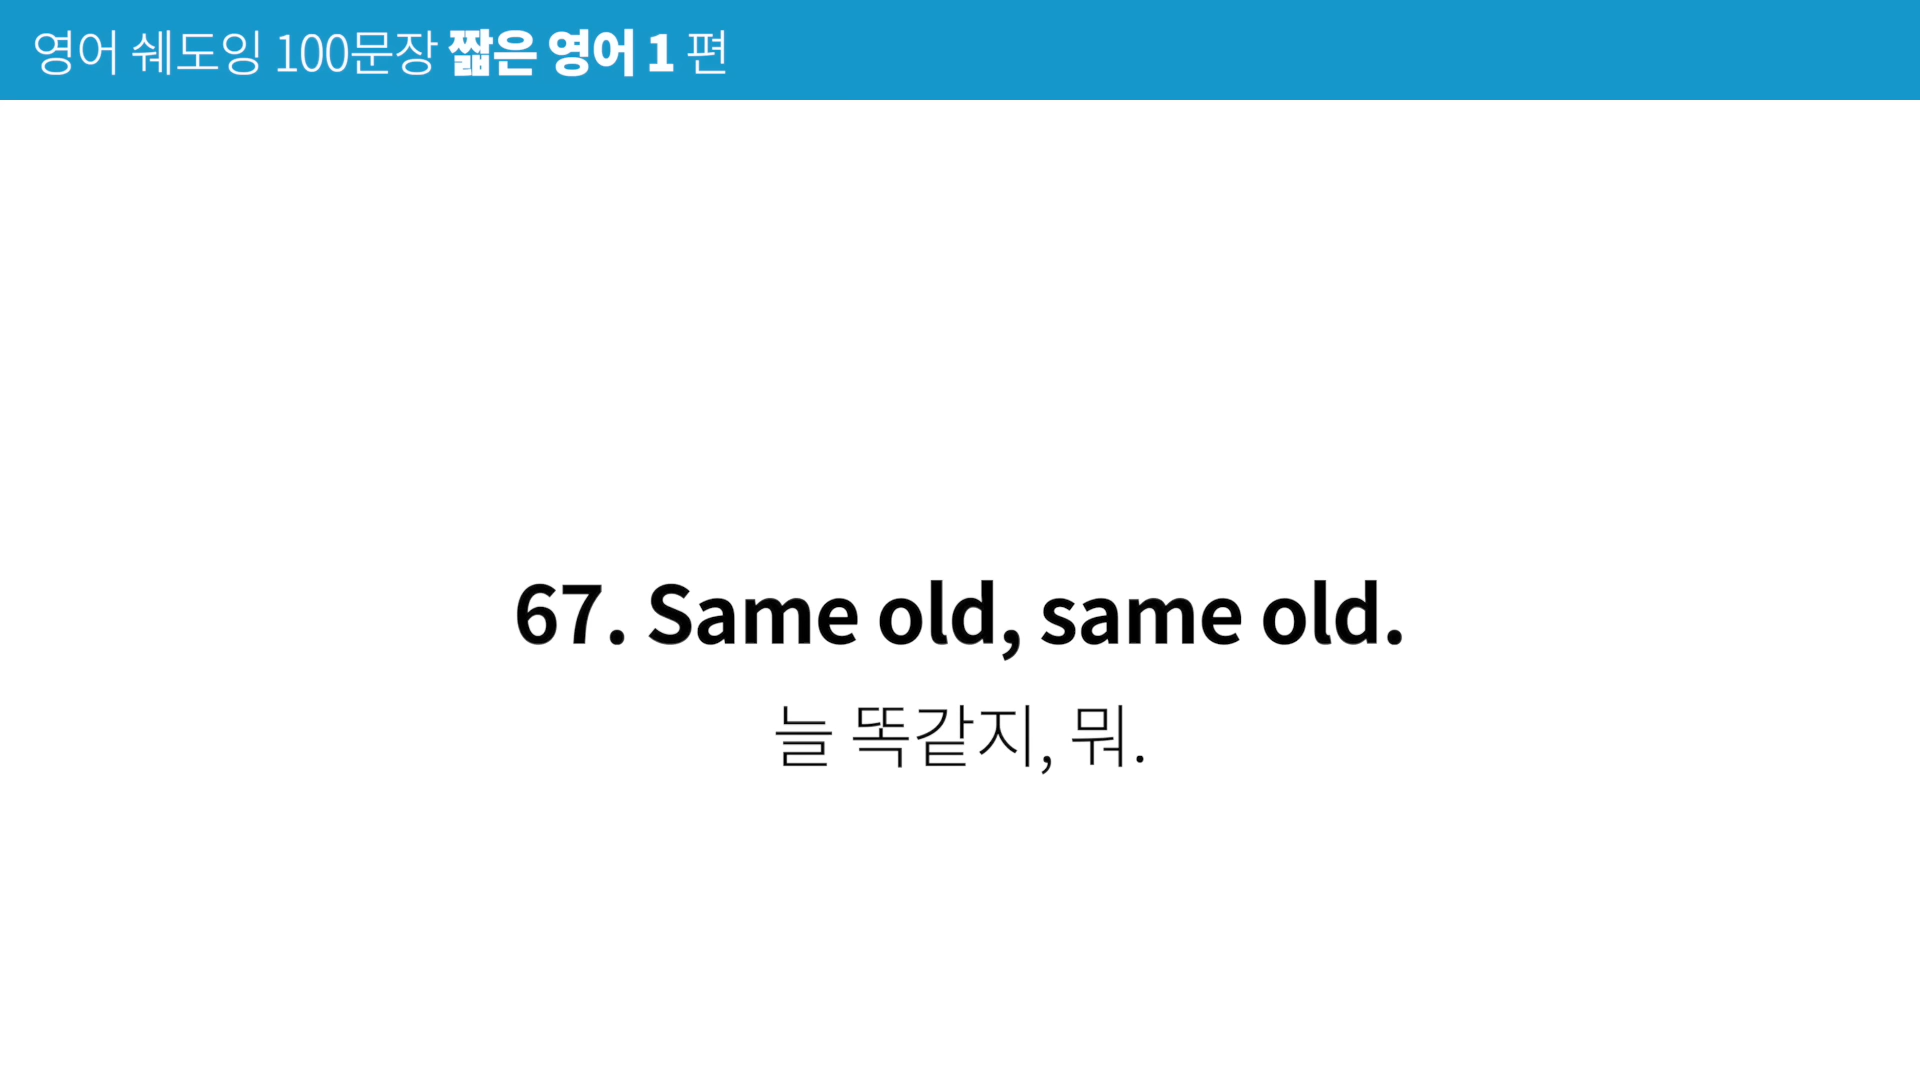 영어 쉐도잉 100문장 짧은 영어 1 편
67. Same old, same old.
늘 똑같지, 뭐.